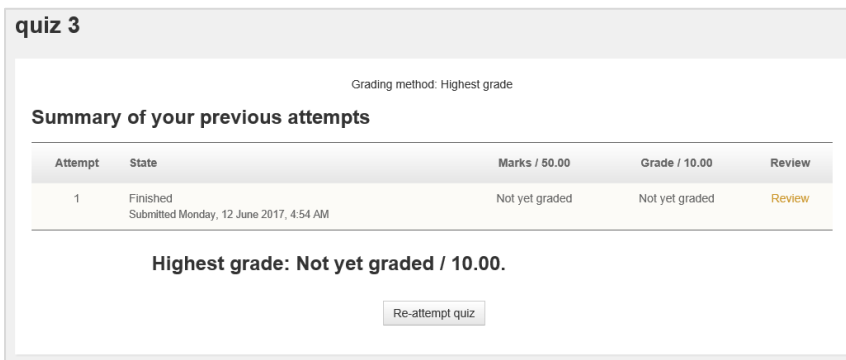 quiz 3
Grading method: Highest grade
Summary of your previous attempts
Attempt State Marks / 50.00 Grade / 10.00 Review
1 Finished Not yet graded Not yet graded Review
Submitted Monday, 12 June 2017, 4:54 AM
Highest grade: Not yet graded / 10.00.
Re-attempt quiz